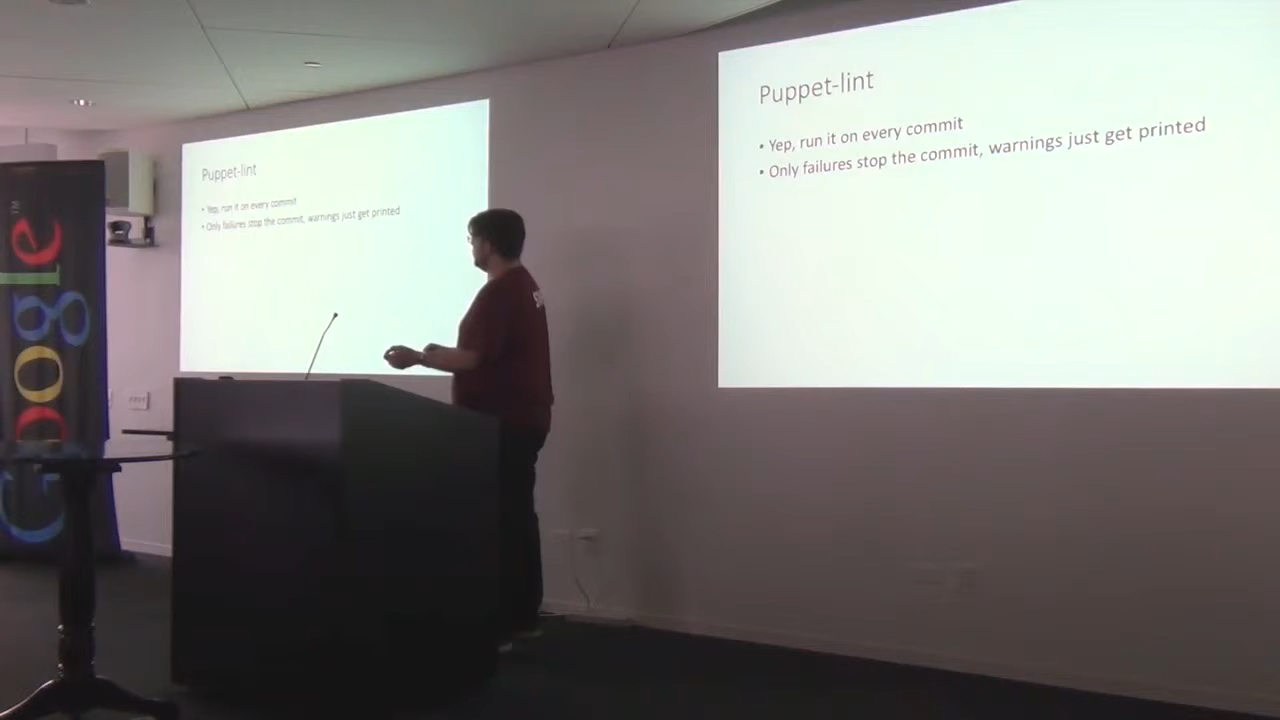 Google™
Puppet-lint
• Yep, run it on every commit
• Only failures stop the commit, warnings just get printed
Puppet-lint
• Yep, run it on every commit
• Only failures stop the commit, warnings just get printed